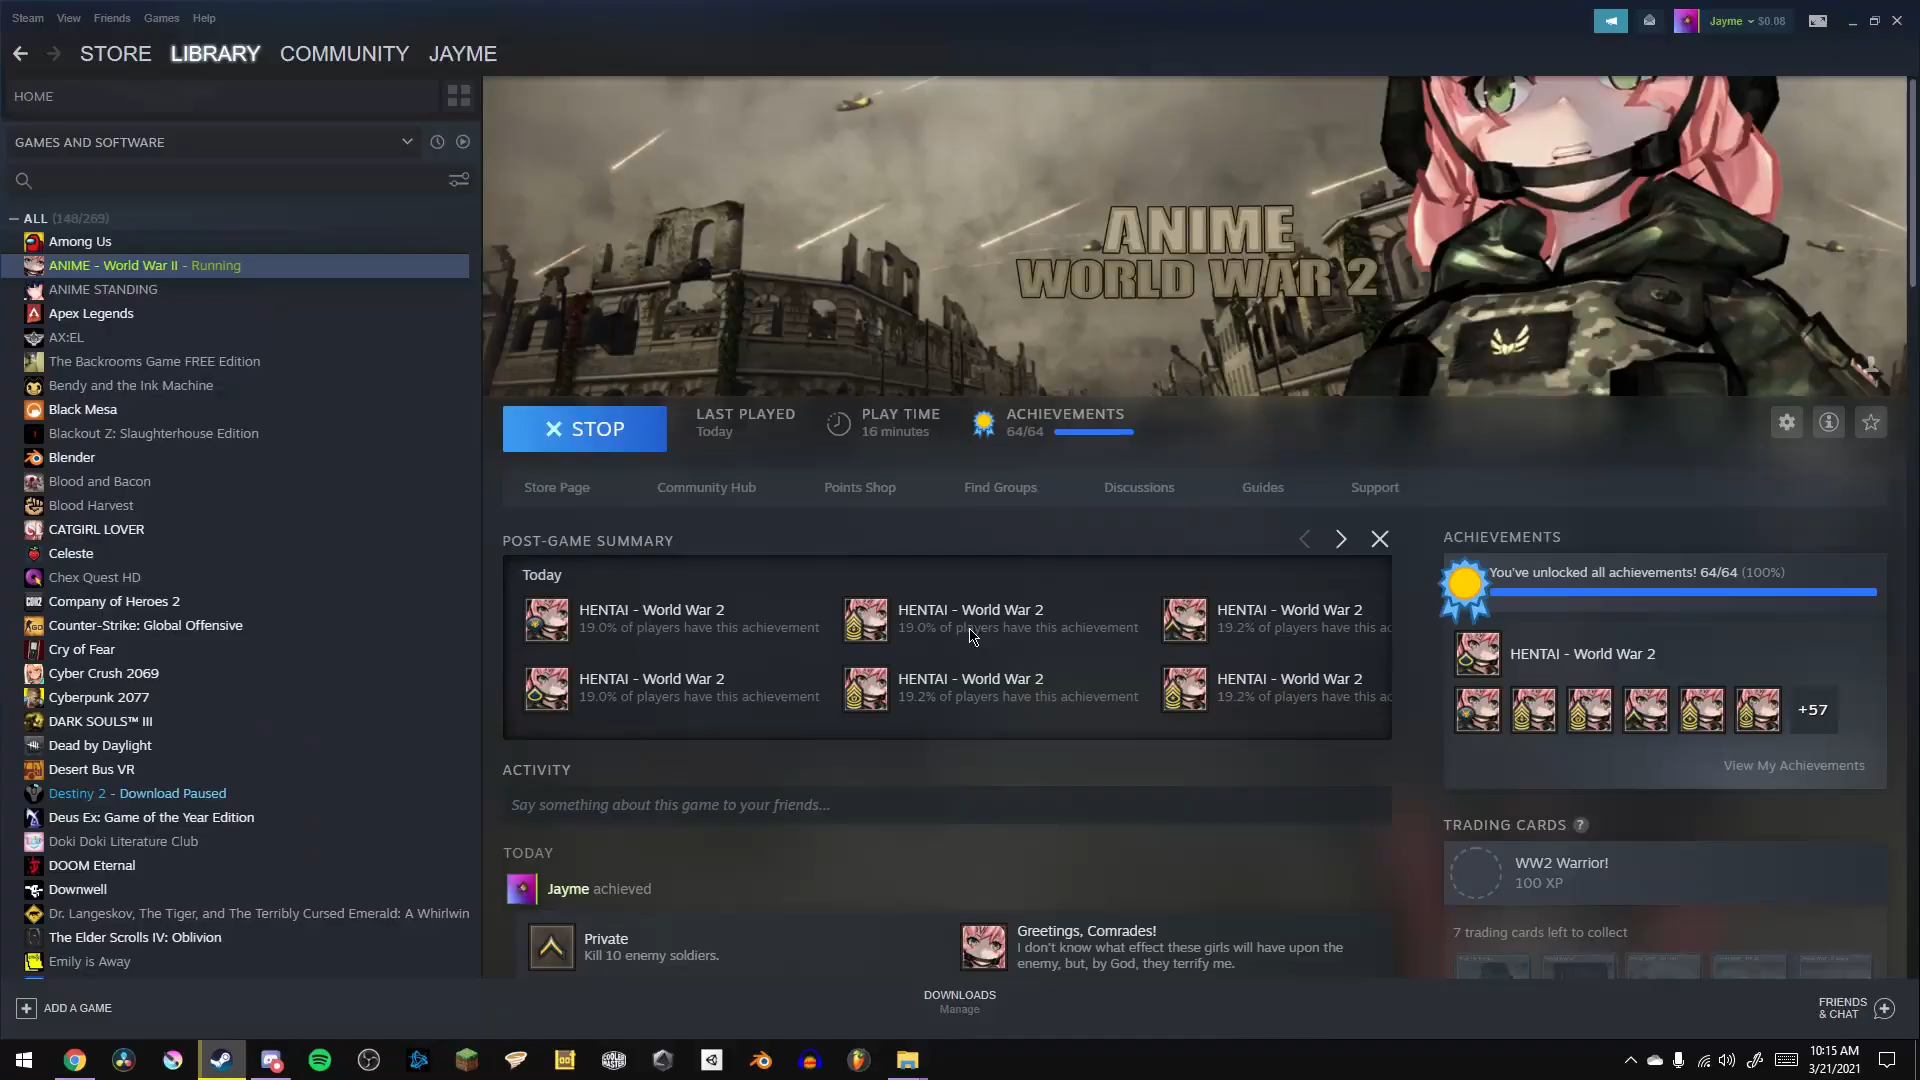 Steam View Friends Games Help
Jayme $0.08
STORE LIBRARY COMMUNITY JAYME
HOME
GAMES AND SOFTWARE
ALL (148/269)
Among Us
ANIME - World War II - Running
ANIME STANDING
Apex Legends
AX:EL
The Backrooms Game FREE Edition
Bendy and the Ink Machine
Black Mesa
Blackout Z: Slaughterhouse Edition
Blender
Blood and Bacon
Blood Harvest
CATGIRL LOVER
Celeste
Chex Quest HD
Company of Heroes 2
Counter-Strike: Global Offensive
Cry of Fear
Cyber Crush 2069
Cyberpunk 2077
DARK SOULS™ III
Dead by Daylight
Desert Bus VR
Destiny 2 - Download Paused
Deus Ex: Game of the Year Edition
Doki Doki Literature Club
DOOM Eternal
Downwell
Dr. Langeskov, The Tiger, and The Terribly Cursed Emerald: A Whirlwin
The Elder Scrolls IV: Oblivion
Emily is Away
ANIME
WORLD WAR 2
STOP
LAST PLAYED
Today
PLAY TIME
16 minutes
ACHIEVEMENTS
64/64
Store Page Community Hub Points Shop Find Groups Discussions Guides Support
POST-GAME SUMMARY
Today
HENTAI - World War 2
19.0% of players have this achievement
HENTAI - World War 2
19.0% of players have this achievement
HENTAI - World War 2
19.2% of players have this ac
HENTAI - World War 2
19.0% of players have this achievement
HENTAI - World War 2
19.2% of players have this achievement
HENTAI - World War 2
19.2% of players have this ac
ACTIVITY
Say something about this game to your friends...
TODAY
Jayme achieved
Private
Kill 10 enemy soldiers.
Greetings, Comrades!
I don't know what effect these girls will have upon the
enemy, but, by God, they terrify me.
ACHIEVEMENTS
You've unlocked all achievements! 64/64 (100%)
HENTAI - World War 2
+57
View My Achievements
TRADING CARDS ?
WW2 Warrior!
100 XP
7 trading cards left to collect
ADD A GAME
DOWNLOADS
Manage
FRIENDS
& CHAT
10:15 AM
3/21/2021